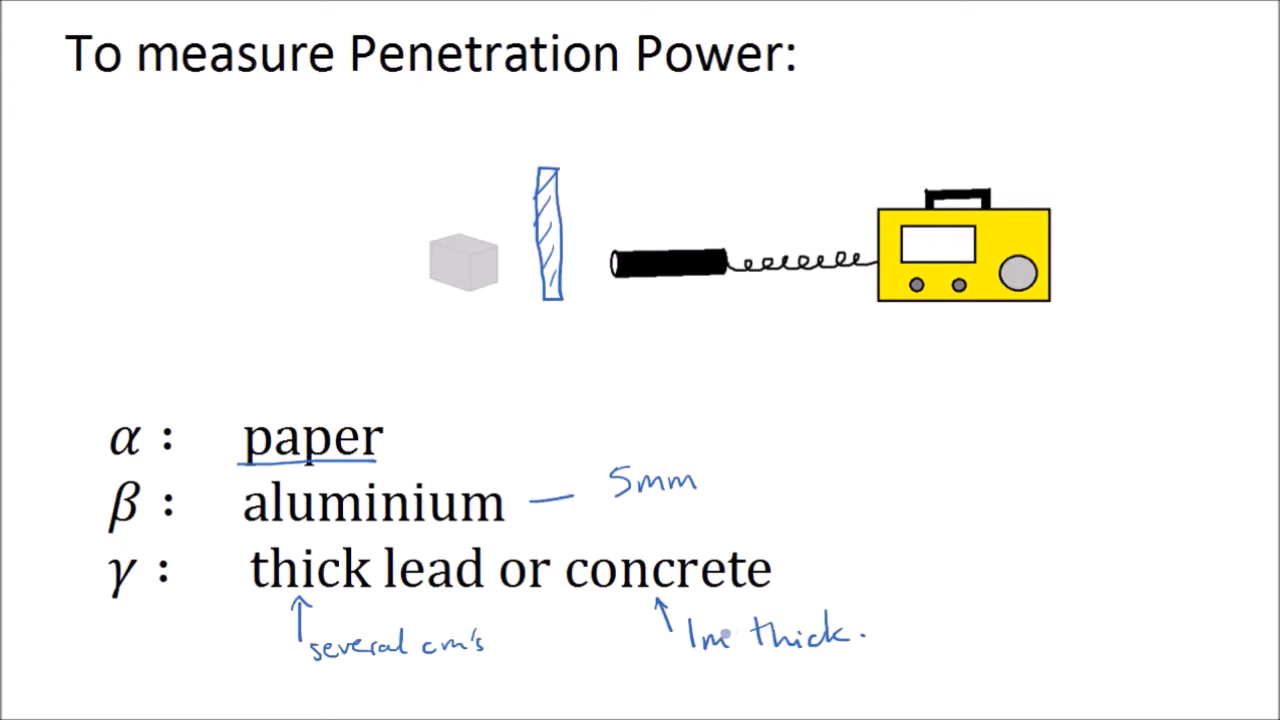 To measure Penetration Power:
α : paper
β : aluminium — 5mm
γ : thick lead or concrete
several cm's
1m thick.